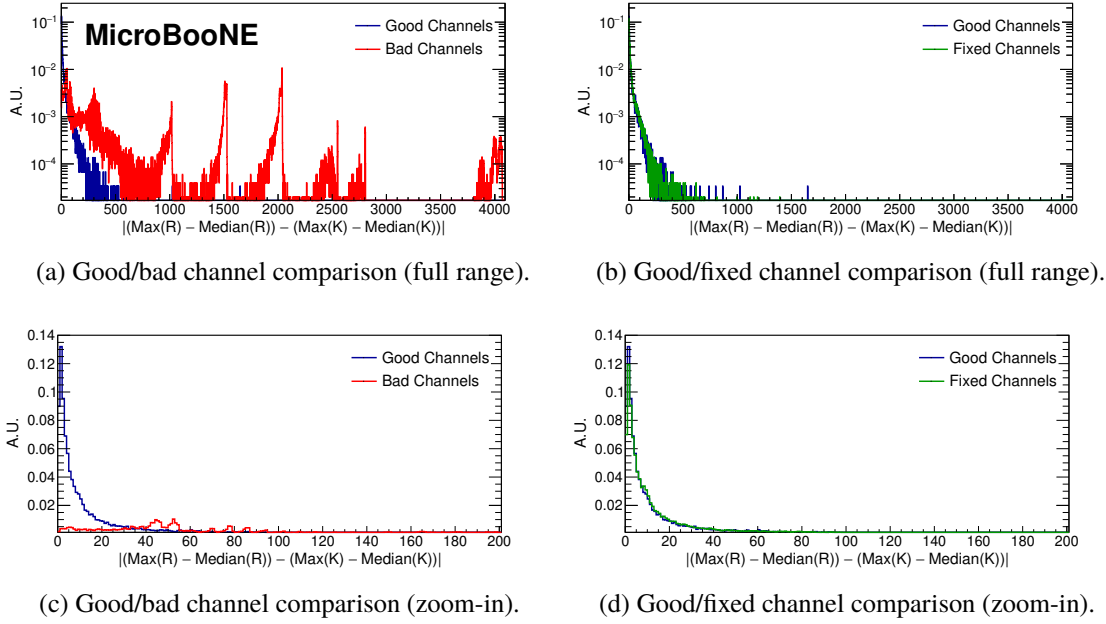 MicroBooNE
Good Channels
Bad Channels
A.U.
10⁻¹
10⁻²
10⁻³
10⁻⁴
0 500 1000 1500 2000 2500 3000 3500 4000
|(Max(R) − Median(R)) − (Max(K) − Median(K))|
(a) Good/bad channel comparison (full range).
Good Channels
Fixed Channels
A.U.
10⁻¹
10⁻²
10⁻³
10⁻⁴
0 500 1000 1500 2000 2500 3000 3500 4000
|(Max(R) − Median(R)) − (Max(K) − Median(K))|
(b) Good/fixed channel comparison (full range).
Good Channels
Bad Channels
A.U.
0.14
0.12
0.1
0.08
0.06
0.04
0.02
0 20 40 60 80 100 120 140 160 180 200
|(Max(R) − Median(R)) − (Max(K) − Median(K))|
(c) Good/bad channel comparison (zoom-in).
Good Channels
Fixed Channels
A.U.
0.14
0.12
0.1
0.08
0.06
0.04
0.02
0 20 40 60 80 100 120 140 160 180 200
|(Max(R) − Median(R)) − (Max(K) − Median(K))|
(d) Good/fixed channel comparison (zoom-in).